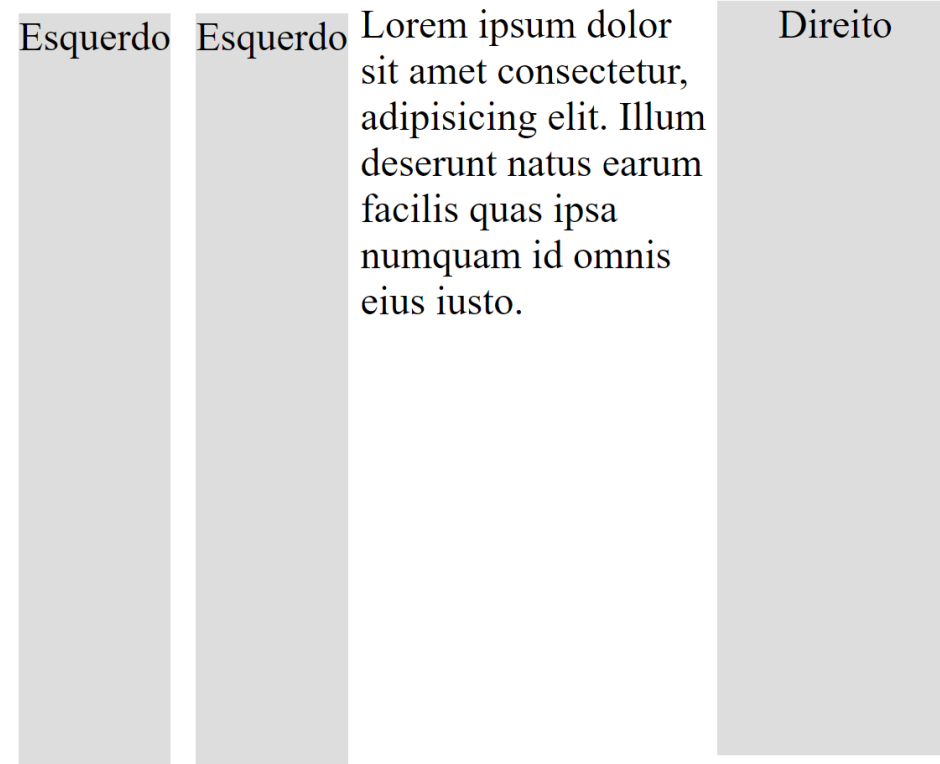 Esquerdo
Esquerdo
Lorem ipsum dolor
sit amet consectetur,
adipisicing elit. Illum
deserunt natus earum
facilis quas ipsa
numquam id omnis
eius iusto.
Direito